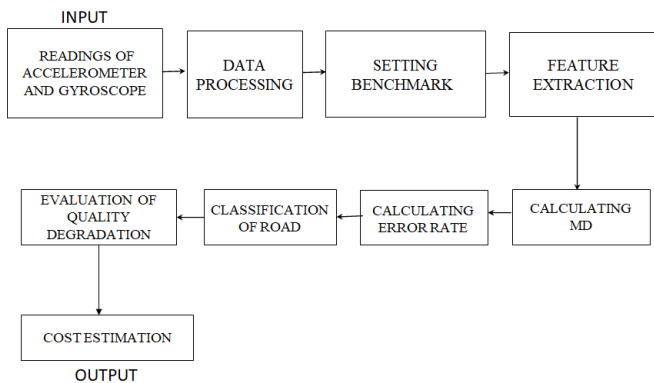 INPUT
READINGS OF
ACCELEROMETER
AND GYROSCOPE
DATA
PROCESSING
SETTING
BENCHMARK
FEATURE
EXTRACTION
CALCULATING
MD
CALCULATING
ERROR RATE
CLASSIFICATION
OF ROAD
EVALUATION OF
QUALITY
DEGRADATION
COST ESTIMATION
OUTPUT